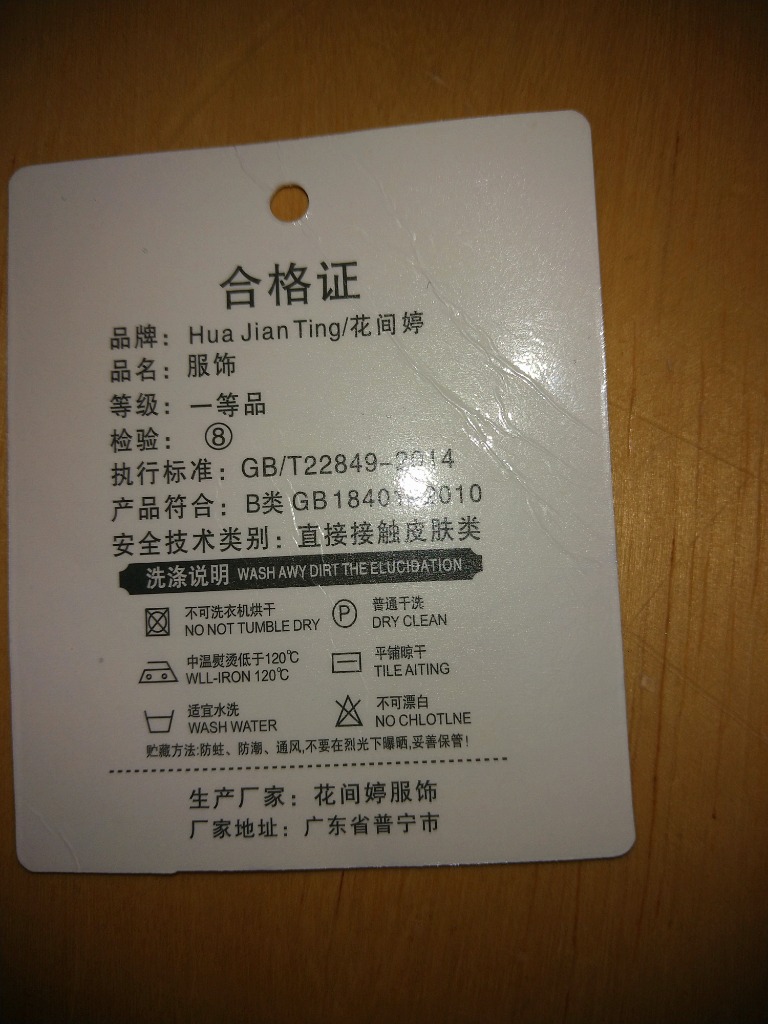 合格证
品牌：Hua Jian Ting/花间婷
品名：服饰
等级：一等品
检验：⑧
执行标准：GB/T22849-2014
产品符合：B类 GB18401-2010
安全技术类别：直接接触皮肤类
洗涤说明 WASH AWY DIRT THE ELUCIDATION
不可洗衣机烘干 普通干洗
NO NOT TUMBLE DRY P DRY CLEAN
中温熨烫低于120℃ 平铺晾干
WLL-IRON 120℃ TILE AITING
适宜水洗 不可漂白
WASH WATER NO CHLOTLNE
贮藏方法:防蛀、防潮、通风,不要在烈光下曝晒,妥善保管!
生产厂家：花间婷服饰
厂家地址：广东省普宁市